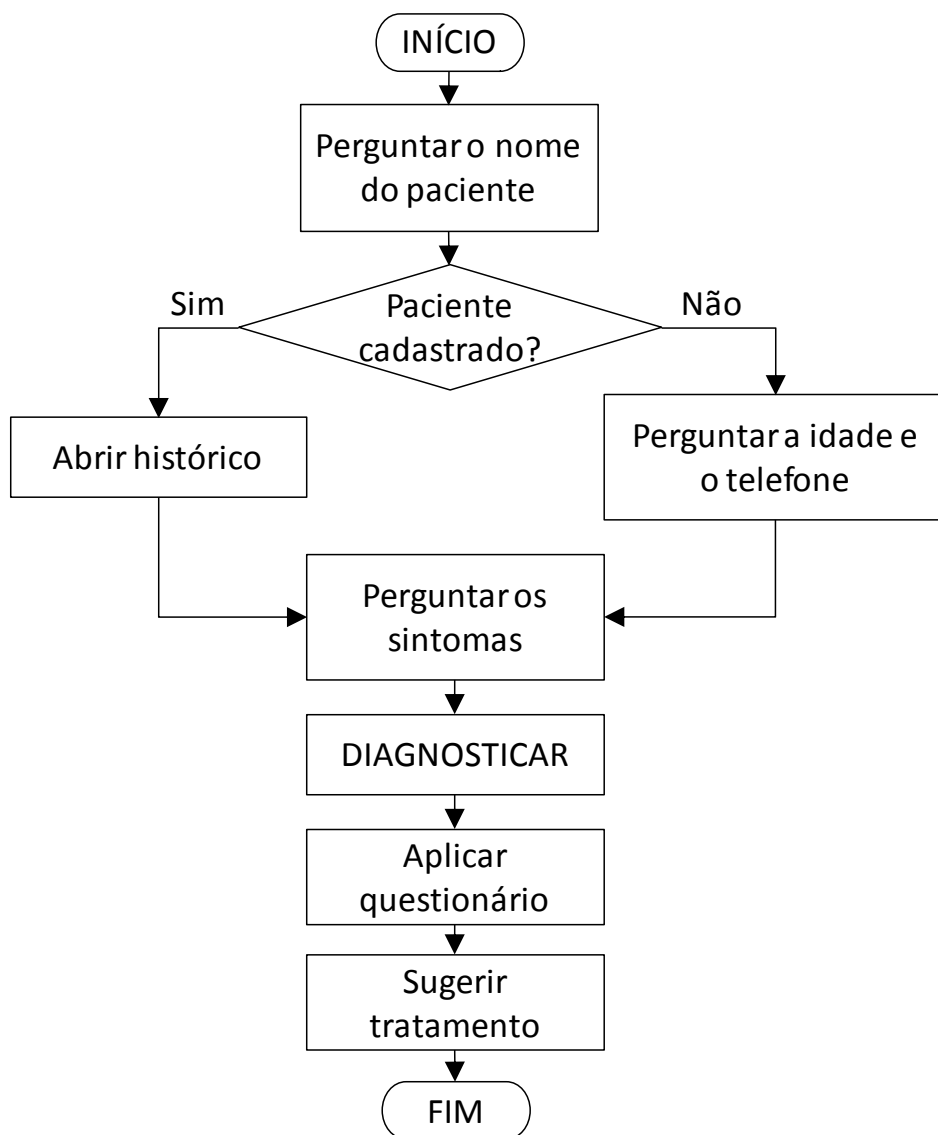 INÍCIO
Perguntar o nome
do paciente
Sim
Paciente
cadastrado?
Não
Abrir histórico
Perguntar a idade e
o telefone
Perguntar os
sintomas
DIAGNOSTICAR
Aplicar
questionário
Sugerir
tratamento
FIM